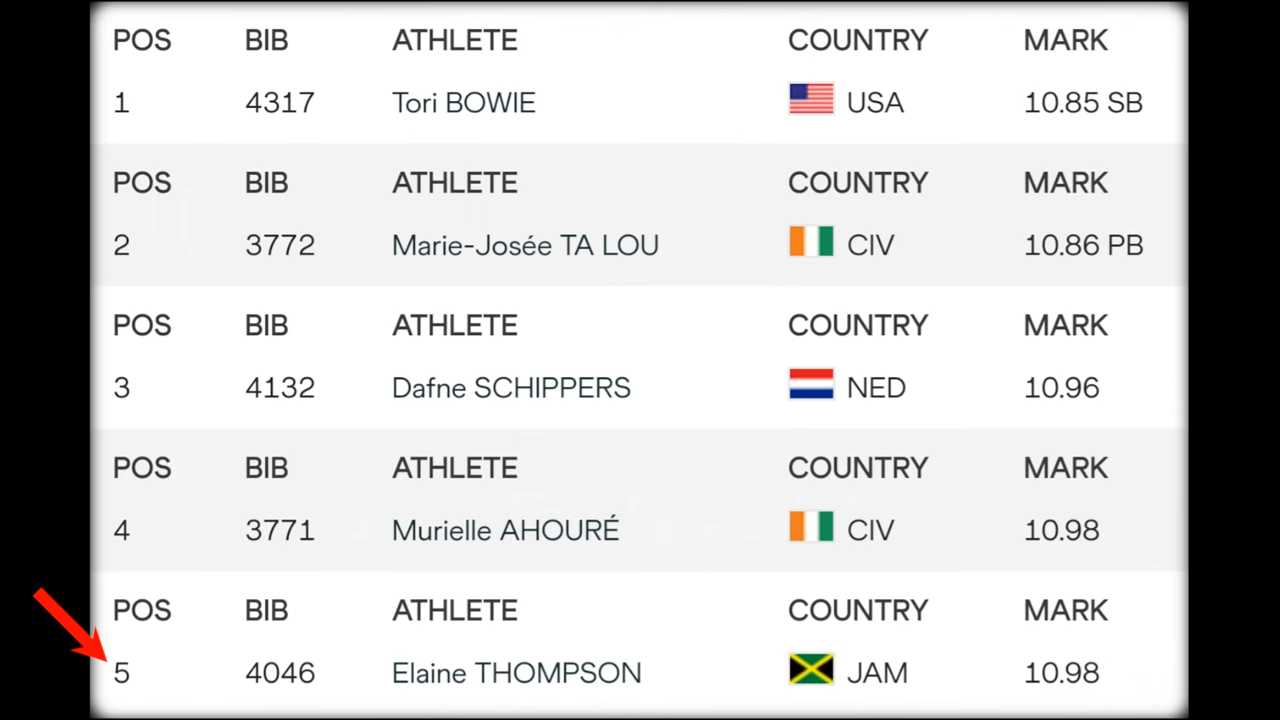 POS BIB ATHLETE COUNTRY MARK
1 4317 Tori BOWIE USA 10.85 SB
POS BIB ATHLETE COUNTRY MARK
2 3772 Marie-Josée TA LOU CIV 10.86 PB
POS BIB ATHLETE COUNTRY MARK
3 4132 Dafne SCHIPPERS NED 10.96
POS BIB ATHLETE COUNTRY MARK
4 3771 Murielle AHOURÉ CIV 10.98
POS BIB ATHLETE COUNTRY MARK
5 4046 Elaine THOMPSON JAM 10.98